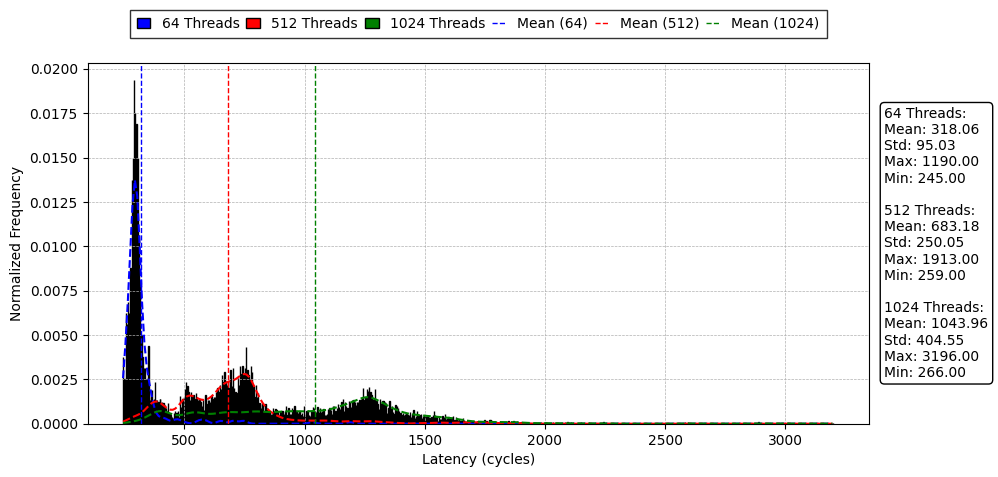 64 Threads 512 Threads 1024 Threads Mean (64) Mean (512) Mean (1024)
0.0200
0.0175
0.0150
0.0125
0.0100
0.0075
0.0050
0.0025
0.0000
Normalized Frequency
500 1000 1500 2000 2500 3000
Latency (cycles)
64 Threads:
Mean: 318.06
Std: 95.03
Max: 1190.00
Min: 245.00
512 Threads:
Mean: 683.18
Std: 250.05
Max: 1913.00
Min: 259.00
1024 Threads:
Mean: 1043.96
Std: 404.55
Max: 3196.00
Min: 266.00